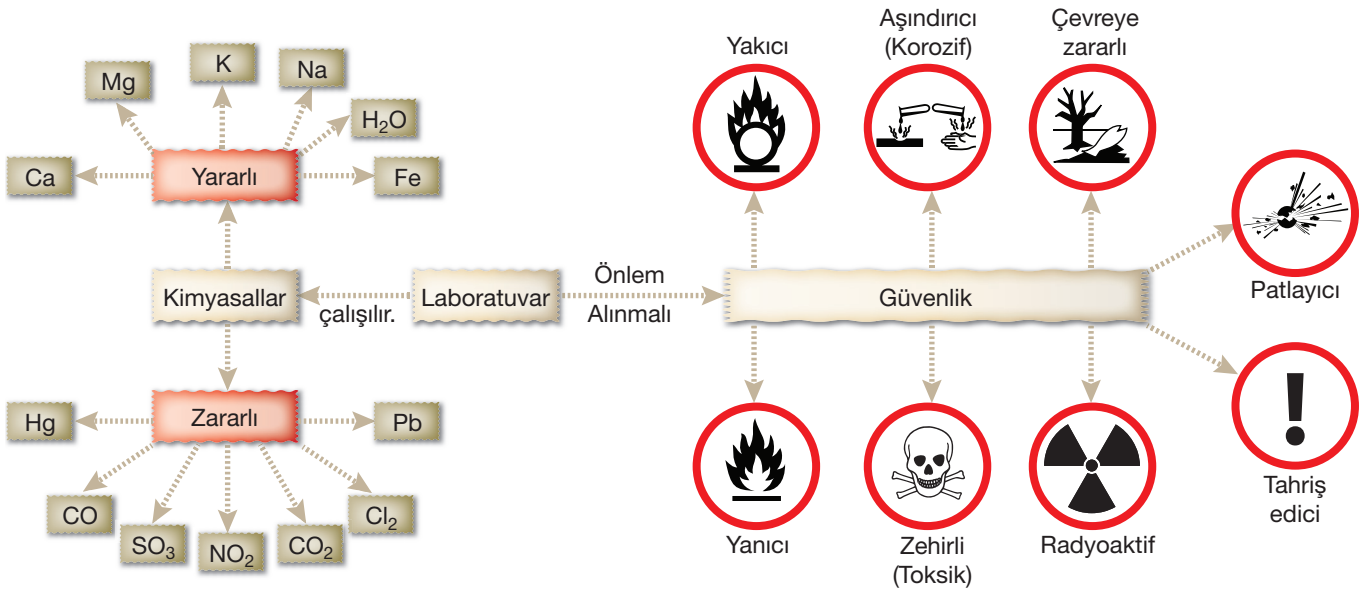 Mg
K
Na
H₂O
Ca
Yararlı
Fe
Kimyasallar
çalışılır.
Laboratuvar
Önlem
Alınmalı
Güvenlik
Hg
Zararlı
Pb
CO
SO₃
NO₂
CO₂
Cl₂
Yakıcı
Aşındırıcı
(Korozif)
Çevreye
zararlı
Patlayıcı
Yanıcı
Zehirli
(Toksik)
Radyoaktif
Tahriş
edici